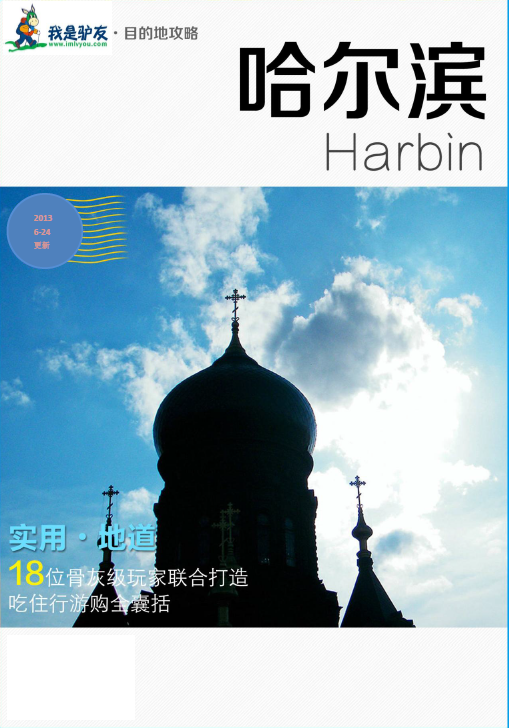 我是驴友·目的地攻略
www.imlvyou.com
哈尔滨
Harbin
2013
6-24
更新
实用·地道
18位骨灰级玩家联合打造
吃住行游购全囊括